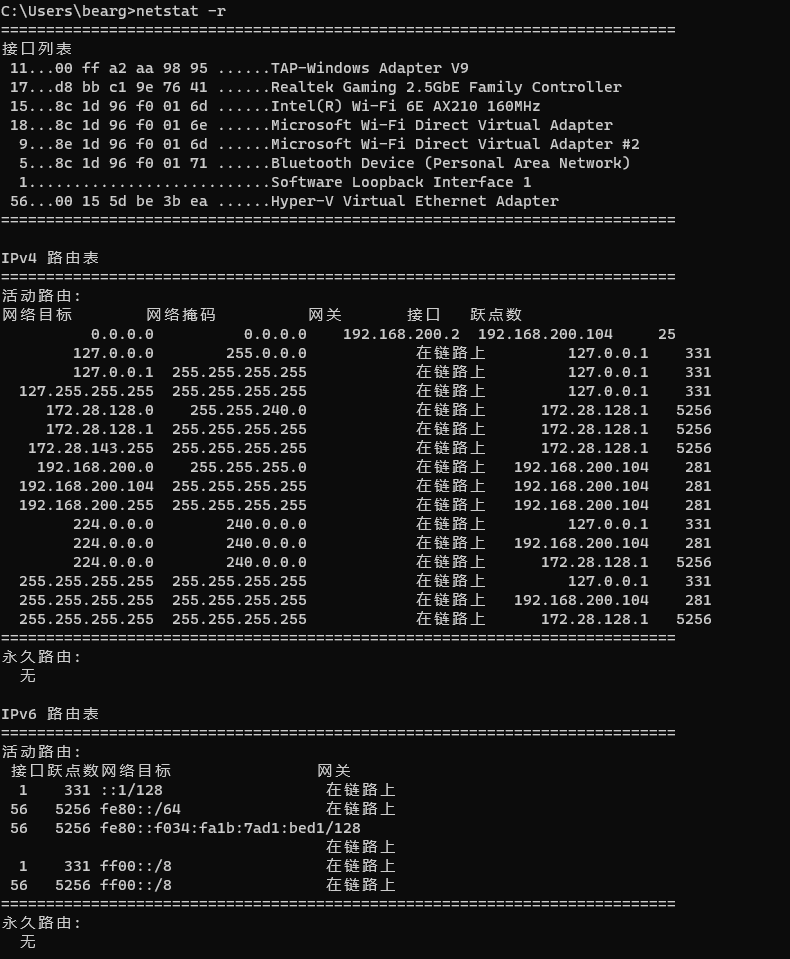 C:\Users\bearg>netstat -r
===========================================================================
接口列表
 11...00 ff a2 aa 98 95 ......TAP-Windows Adapter V9
 17...d8 bb c1 9e 76 41 ......Realtek Gaming 2.5GbE Family Controller
 15...8c 1d 96 f0 01 6d ......Intel(R) Wi-Fi 6E AX210 160MHz
 18...8c 1d 96 f0 01 6e ......Microsoft Wi-Fi Direct Virtual Adapter
  9...8e 1d 96 f0 01 6d ......Microsoft Wi-Fi Direct Virtual Adapter #2
  5...8c 1d 96 f0 01 71 ......Bluetooth Device (Personal Area Network)
  1...........................Software Loopback Interface 1
 56...00 15 5d be 3b ea ......Hyper-V Virtual Ethernet Adapter
===========================================================================
IPv4 路由表
===========================================================================
活动路由:
网络目标        网络掩码          网关       接口   跃点数
          0.0.0.0          0.0.0.0    192.168.200.2  192.168.200.104     25
        127.0.0.0        255.0.0.0            在链路上         127.0.0.1    331
        127.0.0.1  255.255.255.255            在链路上         127.0.0.1    331
  127.255.255.255  255.255.255.255            在链路上         127.0.0.1    331
     172.28.128.0    255.255.240.0            在链路上      172.28.128.1   5256
     172.28.128.1  255.255.255.255            在链路上      172.28.128.1   5256
   172.28.143.255  255.255.255.255            在链路上      172.28.128.1   5256
    192.168.200.0    255.255.255.0            在链路上   192.168.200.104    281
  192.168.200.104  255.255.255.255            在链路上   192.168.200.104    281
  192.168.200.255  255.255.255.255            在链路上   192.168.200.104    281
        224.0.0.0        240.0.0.0            在链路上         127.0.0.1    331
        224.0.0.0        240.0.0.0            在链路上   192.168.200.104    281
        224.0.0.0        240.0.0.0            在链路上      172.28.128.1   5256
  255.255.255.255  255.255.255.255            在链路上         127.0.0.1    331
  255.255.255.255  255.255.255.255            在链路上   192.168.200.104    281
  255.255.255.255  255.255.255.255            在链路上      172.28.128.1   5256
===========================================================================
永久路由:
  无
IPv6 路由表
===========================================================================
活动路由:
 接口跃点数网络目标                网关
  1    331 ::1/128                  在链路上
 56   5256 fe80::/64                在链路上
 56   5256 fe80::f034:fa1b:7ad1:bed1/128
                                    在链路上
  1    331 ff00::/8                 在链路上
 56   5256 ff00::/8                 在链路上
===========================================================================
永久路由:
  无